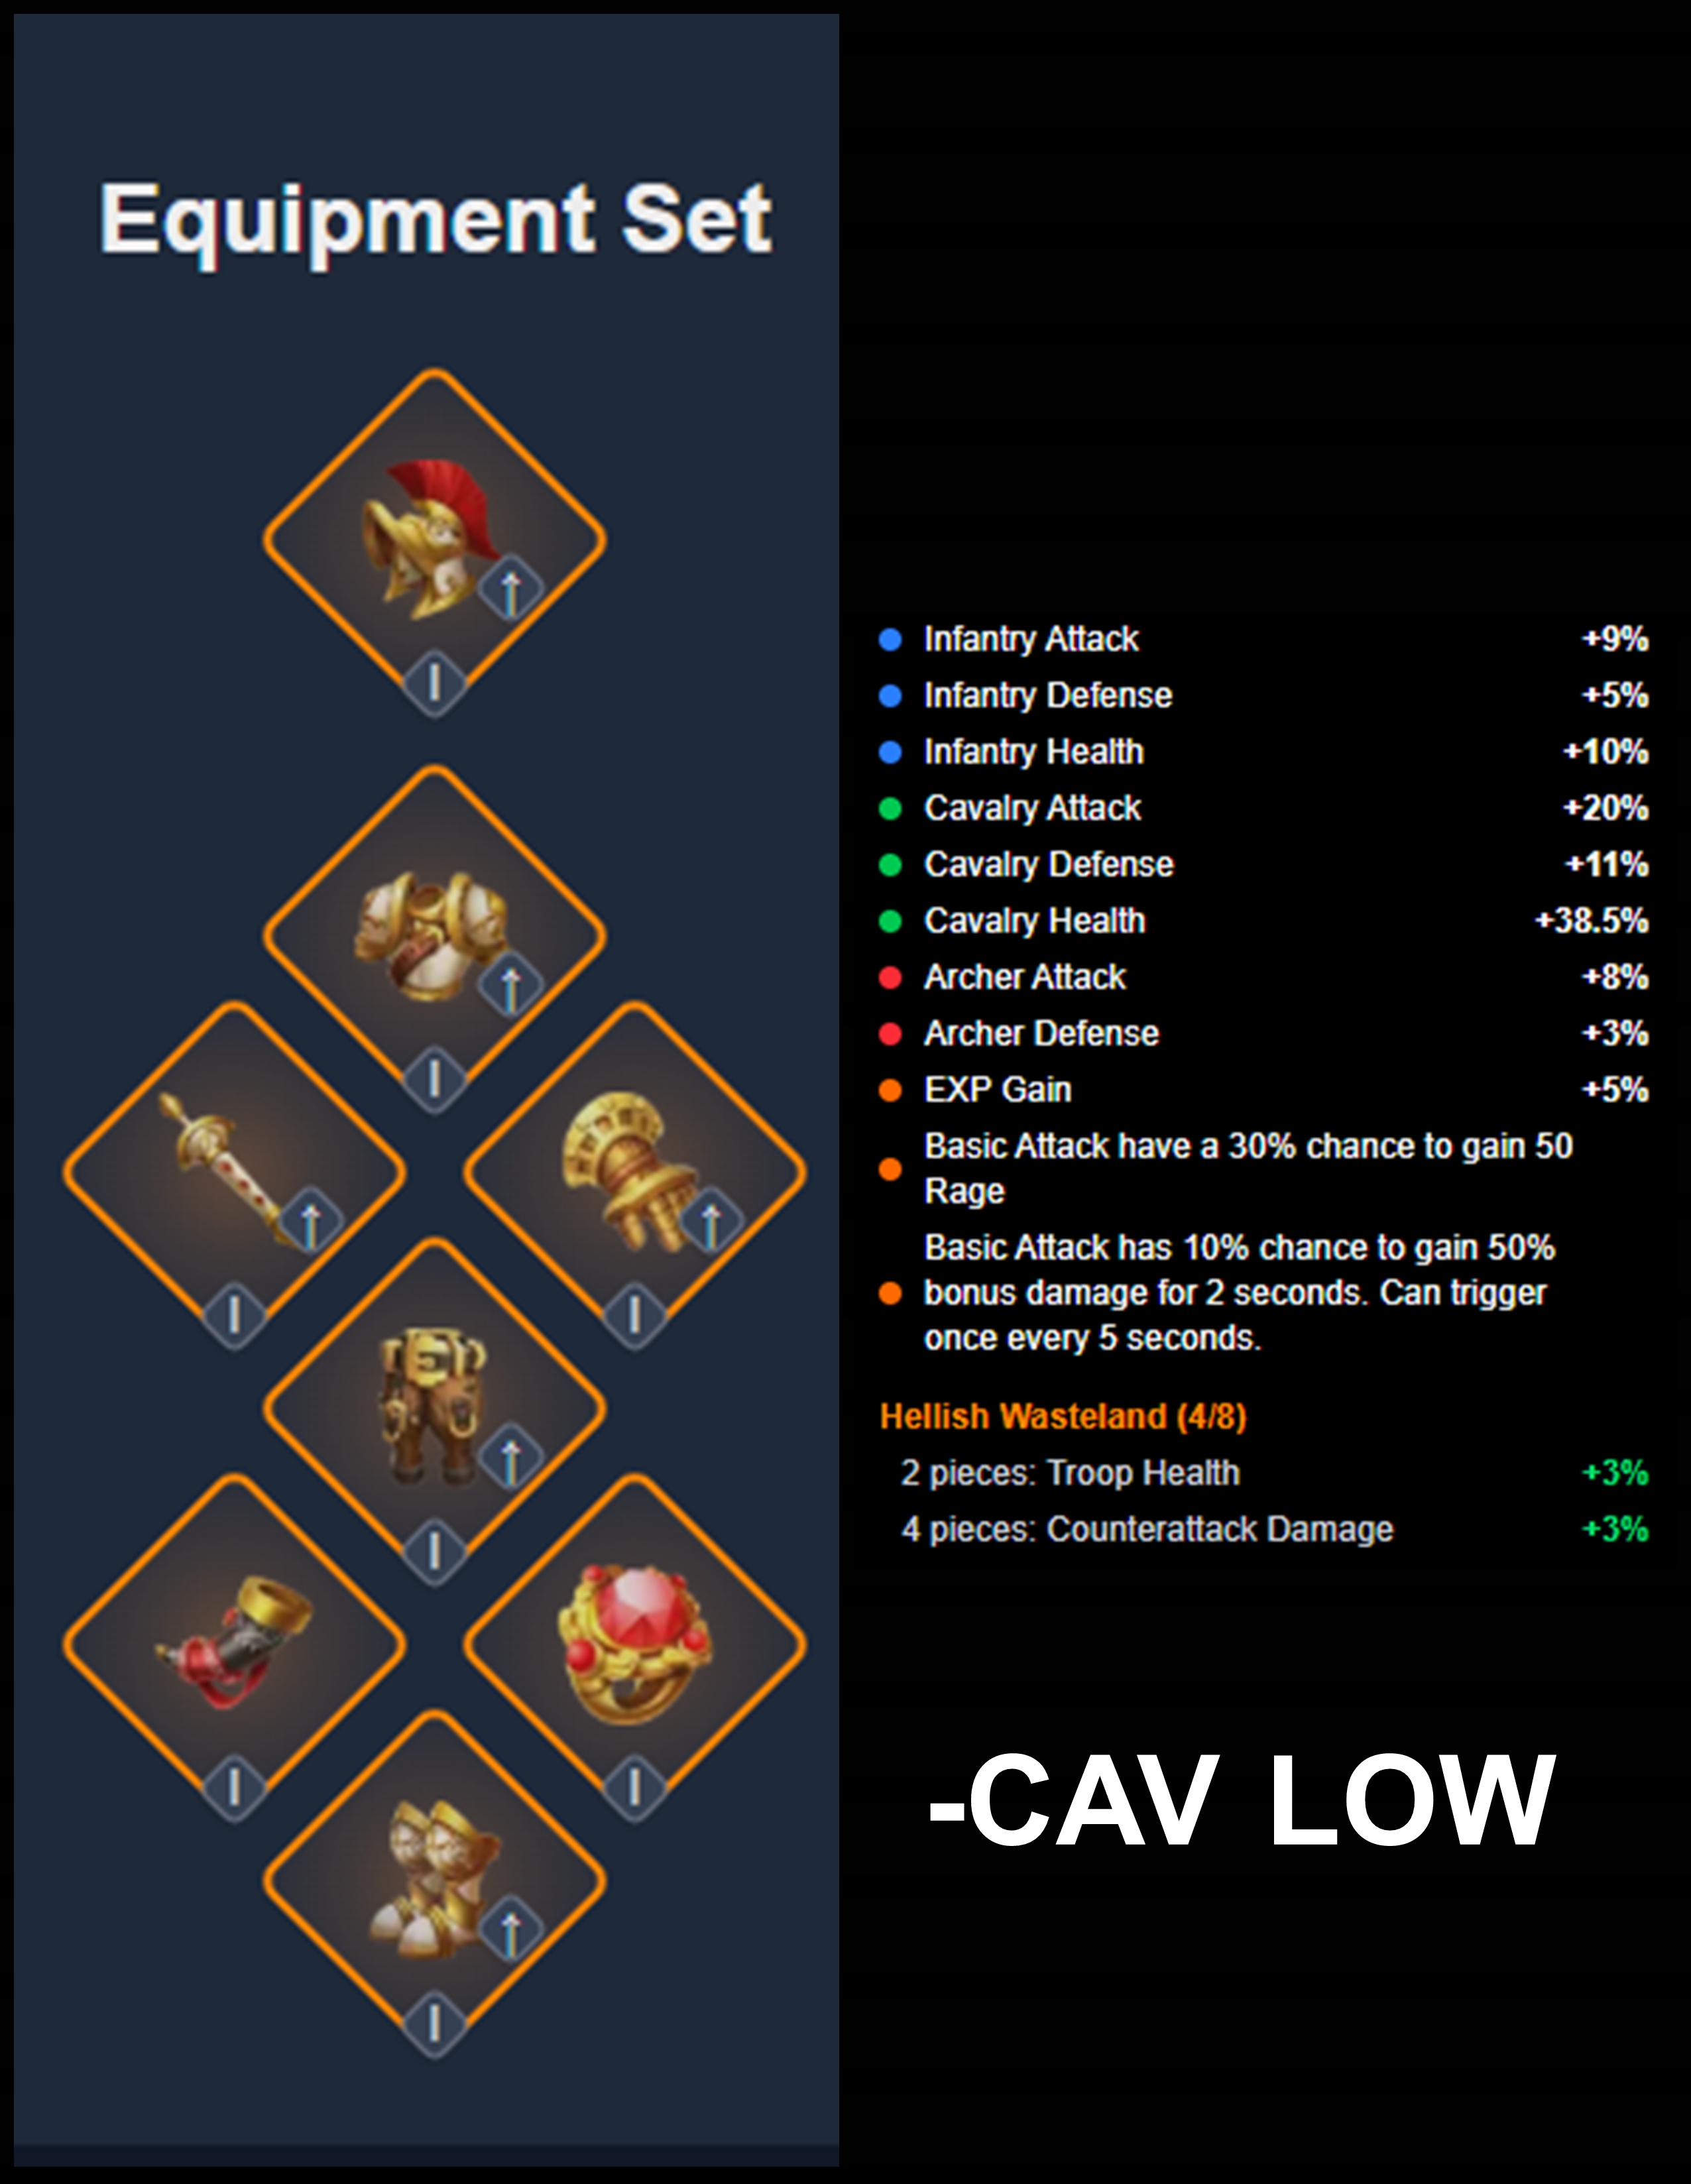 Equipment Set
I
I
I
I
I
I
I
I
Infantry Attack +9%
Infantry Defense +5%
Infantry Health +10%
Cavalry Attack +20%
Cavalry Defense +11%
Cavalry Health +38.5%
Archer Attack +8%
Archer Defense +3%
EXP Gain +5%
Basic Attack have a 30% chance to gain 50
Rage
Basic Attack has 10% chance to gain 50%
bonus damage for 2 seconds. Can trigger
once every 5 seconds.
Hellish Wasteland (4/8)
2 pieces: Troop Health +3%
4 pieces: Counterattack Damage +3%
-CAV LOW